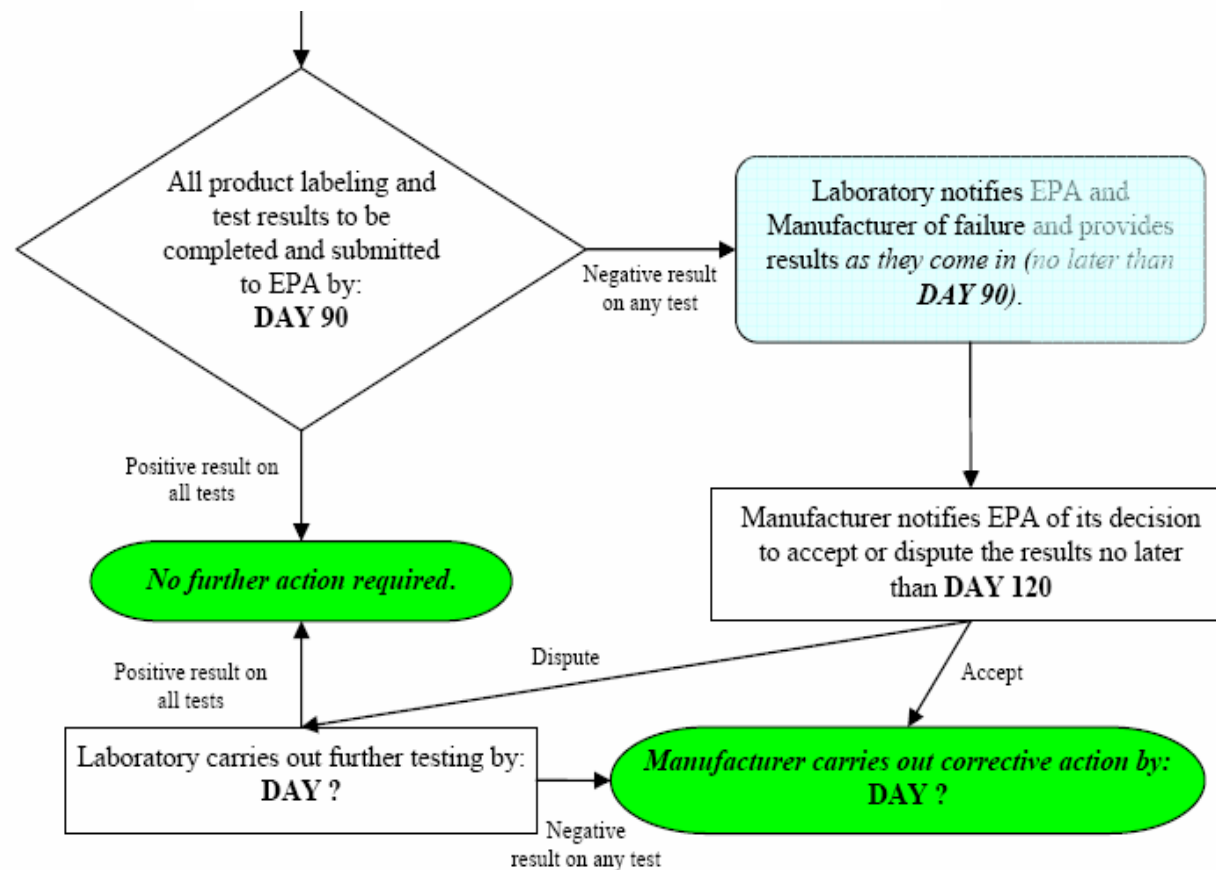 All product labeling and
test results to be
completed and submitted
to EPA by:
DAY 90
Negative result
on any test
Laboratory notifies EPA and
Manufacturer of failure and provides
results as they come in (no later than
DAY 90).
Positive result on
all tests
Manufacturer notifies EPA of its decision
to accept or dispute the results no later
than DAY 120
No further action required.
Dispute
Accept
Positive result on
all tests
Laboratory carries out further testing by:
DAY ?
Negative
result on any test
Manufacturer carries out corrective action by:
DAY ?